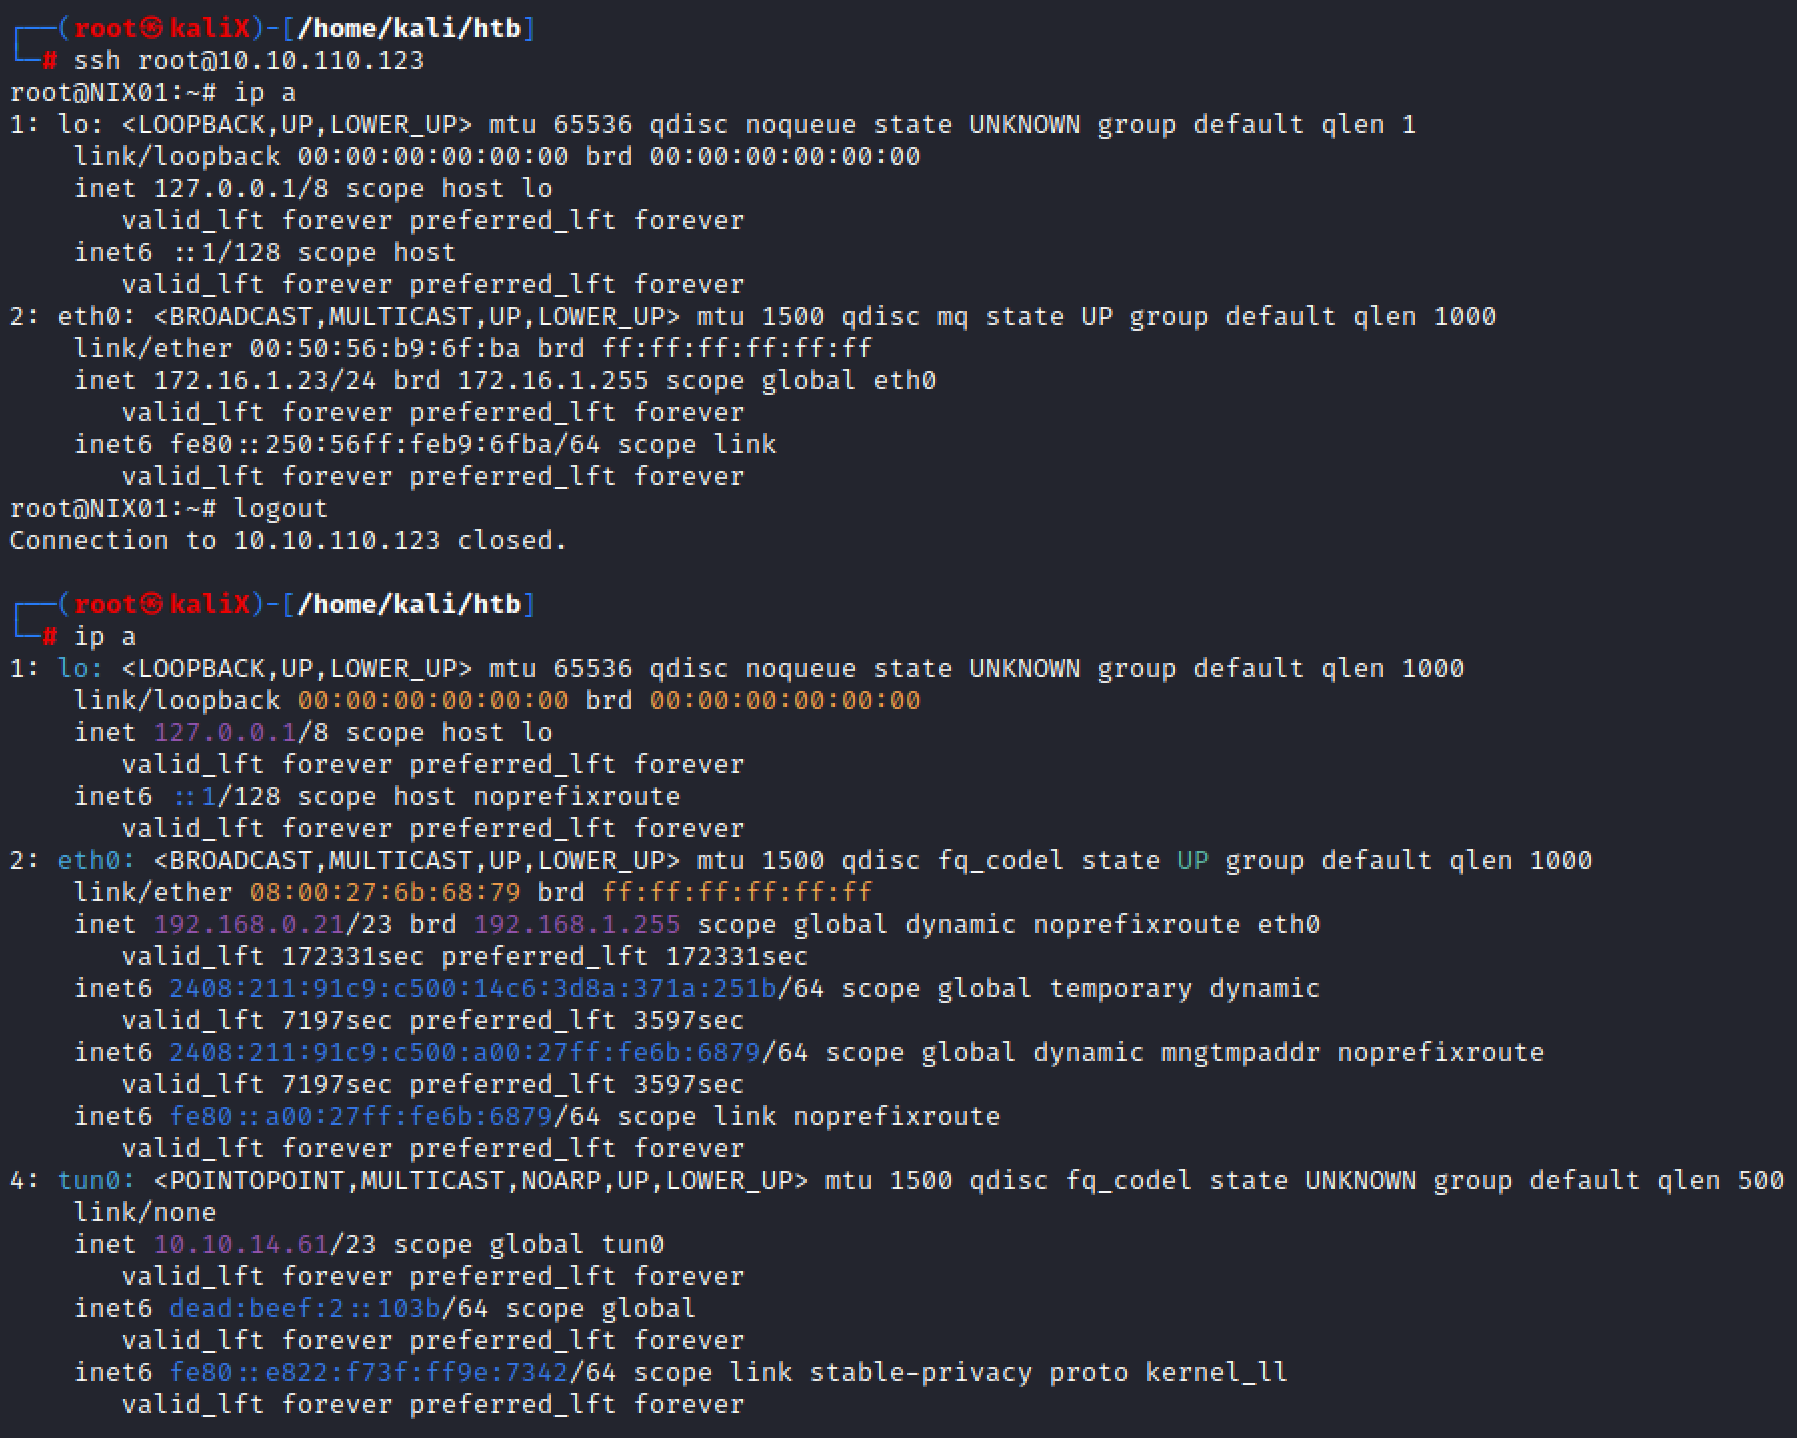 ┌──(root㉿kaliX)-[/home/kali/htb]
└─# ssh root@10.10.110.123
root@NIX01:~# ip a
1: lo: <LOOPBACK,UP,LOWER_UP> mtu 65536 qdisc noqueue state UNKNOWN group default qlen 1
    link/loopback 00:00:00:00:00:00 brd 00:00:00:00:00:00
    inet 127.0.0.1/8 scope host lo
       valid_lft forever preferred_lft forever
    inet6 ::1/128 scope host
       valid_lft forever preferred_lft forever
2: eth0: <BROADCAST,MULTICAST,UP,LOWER_UP> mtu 1500 qdisc mq state UP group default qlen 1000
    link/ether 00:50:56:b9:6f:ba brd ff:ff:ff:ff:ff:ff
    inet 172.16.1.23/24 brd 172.16.1.255 scope global eth0
       valid_lft forever preferred_lft forever
    inet6 fe80::250:56ff:feb9:6fba/64 scope link
       valid_lft forever preferred_lft forever
root@NIX01:~# logout
Connection to 10.10.110.123 closed.

┌──(root㉿kaliX)-[/home/kali/htb]
└─# ip a
1: lo: <LOOPBACK,UP,LOWER_UP> mtu 65536 qdisc noqueue state UNKNOWN group default qlen 1000
    link/loopback 00:00:00:00:00:00 brd 00:00:00:00:00:00
    inet 127.0.0.1/8 scope host lo
       valid_lft forever preferred_lft forever
    inet6 ::1/128 scope host noprefixroute
       valid_lft forever preferred_lft forever
2: eth0: <BROADCAST,MULTICAST,UP,LOWER_UP> mtu 1500 qdisc fq_codel state UP group default qlen 1000
    link/ether 08:00:27:6b:68:79 brd ff:ff:ff:ff:ff:ff
    inet 192.168.0.21/23 brd 192.168.1.255 scope global dynamic noprefixroute eth0
       valid_lft 172331sec preferred_lft 172331sec
    inet6 2408:211:91c9:c500:14c6:3d8a:371a:251b/64 scope global temporary dynamic
       valid_lft 7197sec preferred_lft 3597sec
    inet6 2408:211:91c9:c500:a00:27ff:fe6b:6879/64 scope global dynamic mngtmpaddr noprefixroute
       valid_lft 7197sec preferred_lft 3597sec
    inet6 fe80::a00:27ff:fe6b:6879/64 scope link noprefixroute
       valid_lft forever preferred_lft forever
4: tun0: <POINTOPOINT,MULTICAST,NOARP,UP,LOWER_UP> mtu 1500 qdisc fq_codel state UNKNOWN group default qlen 500
    link/none
    inet 10.10.14.61/23 scope global tun0
       valid_lft forever preferred_lft forever
    inet6 dead:beef:2::103b/64 scope global
       valid_lft forever preferred_lft forever
    inet6 fe80::e822:f73f:ff9e:7342/64 scope link stable-privacy proto kernel_ll
       valid_lft forever preferred_lft forever